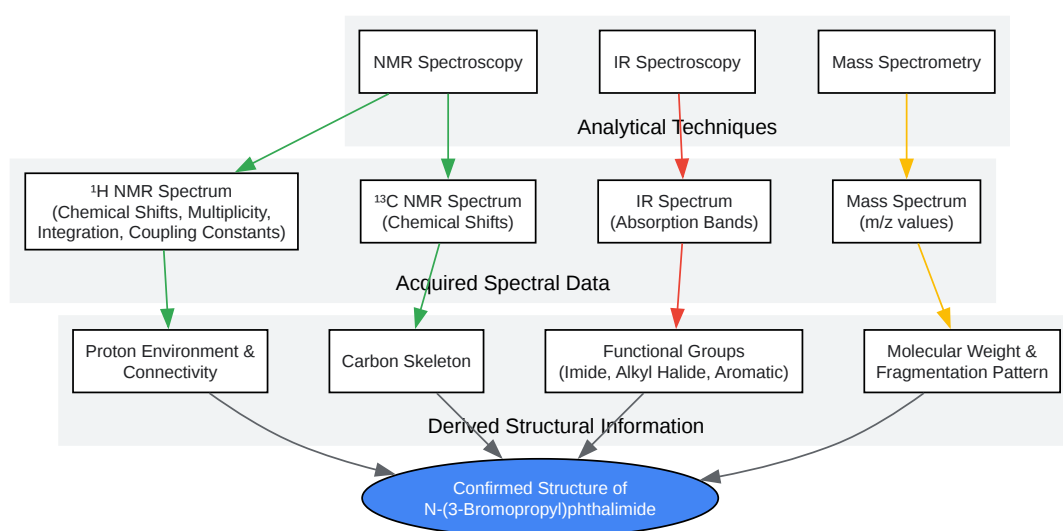 NMR Spectroscopy
IR Spectroscopy
Mass Spectrometry
Analytical Techniques
¹H NMR Spectrum
(Chemical Shifts, Multiplicity,
Integration, Coupling Constants)
¹³C NMR Spectrum
(Chemical Shifts)
IR Spectrum
(Absorption Bands)
Mass Spectrum
(m/z values)
Acquired Spectral Data
Proton Environment &
Connectivity
Carbon Skeleton
Functional Groups
(Imide, Alkyl Halide, Aromatic)
Molecular Weight &
Fragmentation Pattern
Derived Structural Information
Confirmed Structure of
N-(3-Bromopropyl)phthalimide